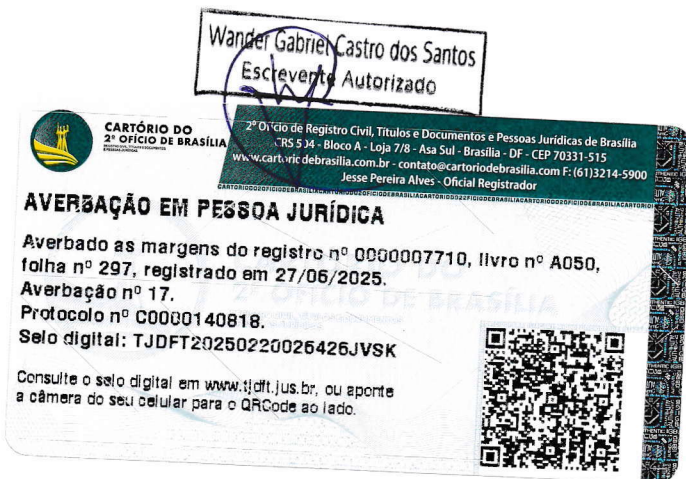 Wander Gabriel Castro dos Santos
Escrevente Autorizado
CARTÓRIO DO
2º OFÍCIO DE BRASÍLIA
2º Ofício de Registro Civil, Títulos e Documentos e Pessoas Jurídicas de Brasília
CRS 504 - Bloco A - Loja 7/8 - Asa Sul - Brasília - DF - CEP 70331-515
www.cartoriodebrasilia.com.br - contato@cartoriodebrasilia.com F: (61)3214-5900
Jesse Pereira Alves - Oficial Registrador
AVERBAÇÃO EM PESSOA JURÍDICA
Averbado as margens do registro nº 0000007710, livro nº A050,
folha nº 297, registrado em 27/06/2025.
Averbação nº 17.
Protocolo nº C0000140818.
Selo digital: TJDFT20250220026426JVSK
Consulte o selo digital em www.tjdft.jus.br, ou aponte
a câmera do seu celular para o QRCode ao lado.
2º OFÍCIO DE BRASÍLIA